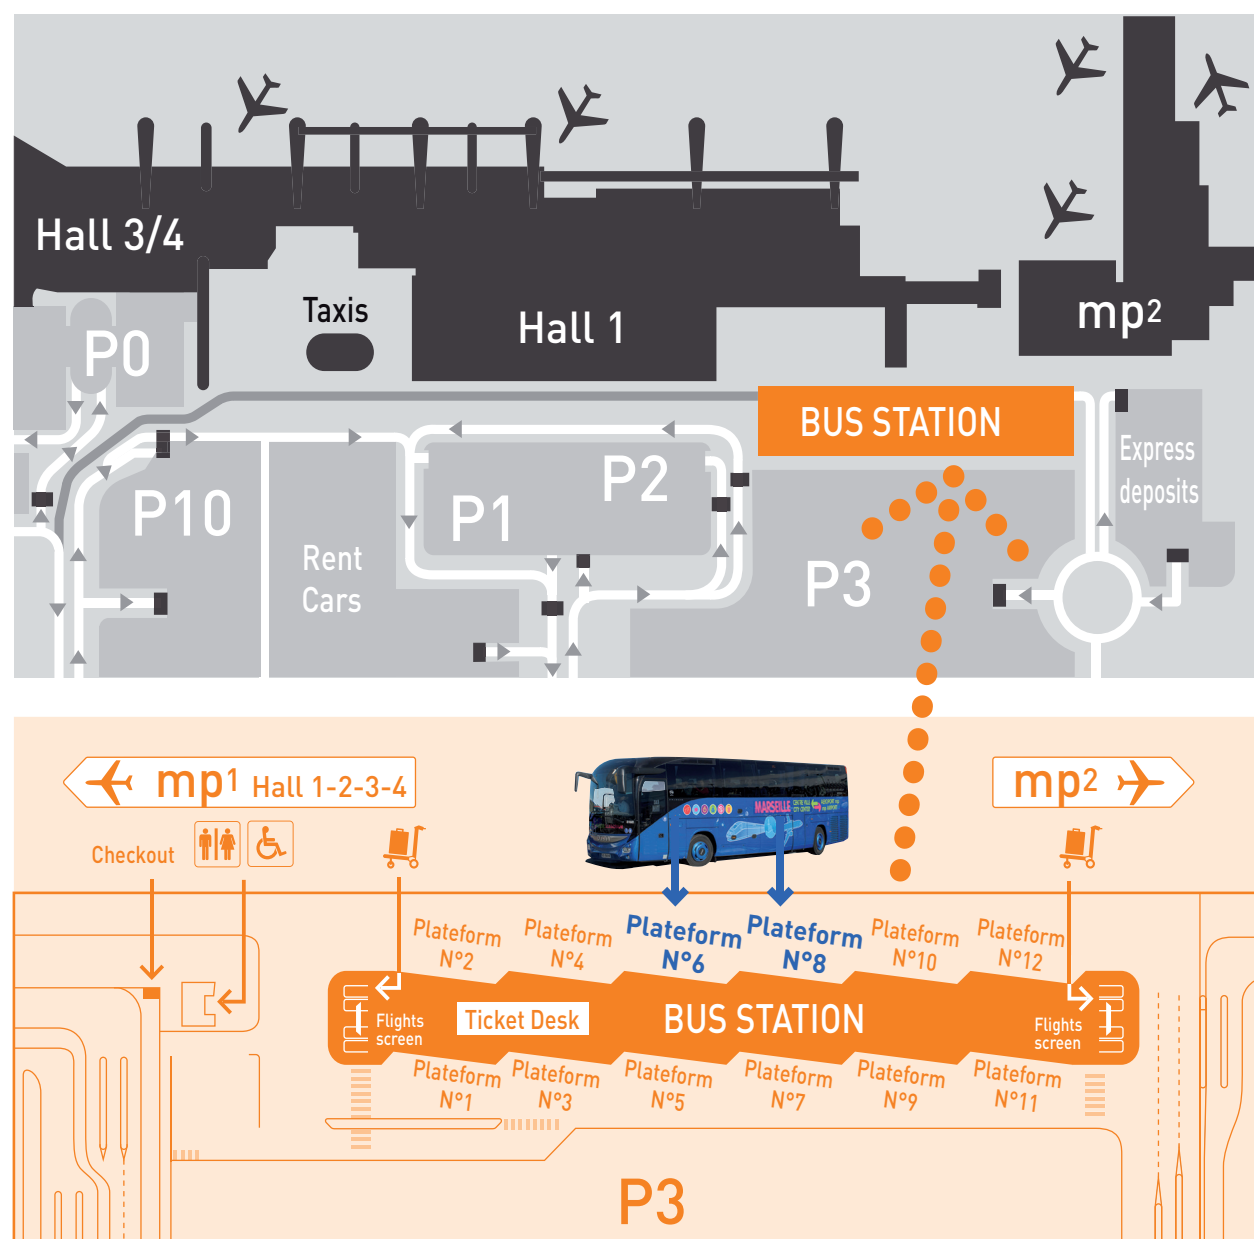 Hall 3/4
Taxis
Hall 1
mp2
P0
BUS STATION
Express
deposits
P10
P1
P2
Rent
Cars
P3
mp1 Hall 1-2-3-4
mp2
Checkout
MARSEILLE
Plateform
N°2
Plateform
N°4
Plateform
N°6
Plateform
N°8
Plateform
N°10
Plateform
N°12
Flights
screen
Ticket Desk
BUS STATION
Flights
screen
Plateform
N°1
Plateform
N°3
Plateform
N°5
Plateform
N°7
Plateform
N°9
Plateform
N°11
P3